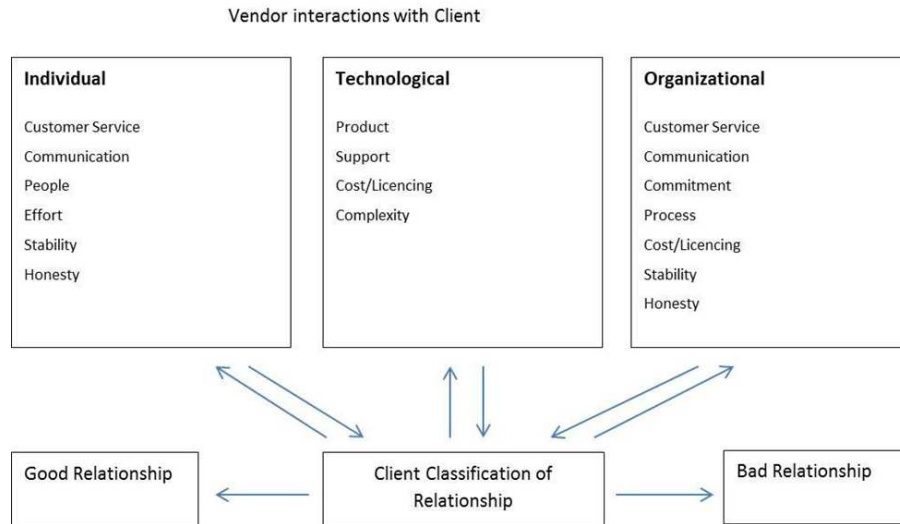 Vendor interactions with Client
Individual
Customer Service
Communication
People
Effort
Stability
Honesty
Technological
Product
Support
Cost/Licencing
Complexity
Organizational
Customer Service
Communication
Commitment
Process
Cost/Licencing
Stability
Honesty
Good Relationship
Client Classification of
Relationship
Bad Relationship